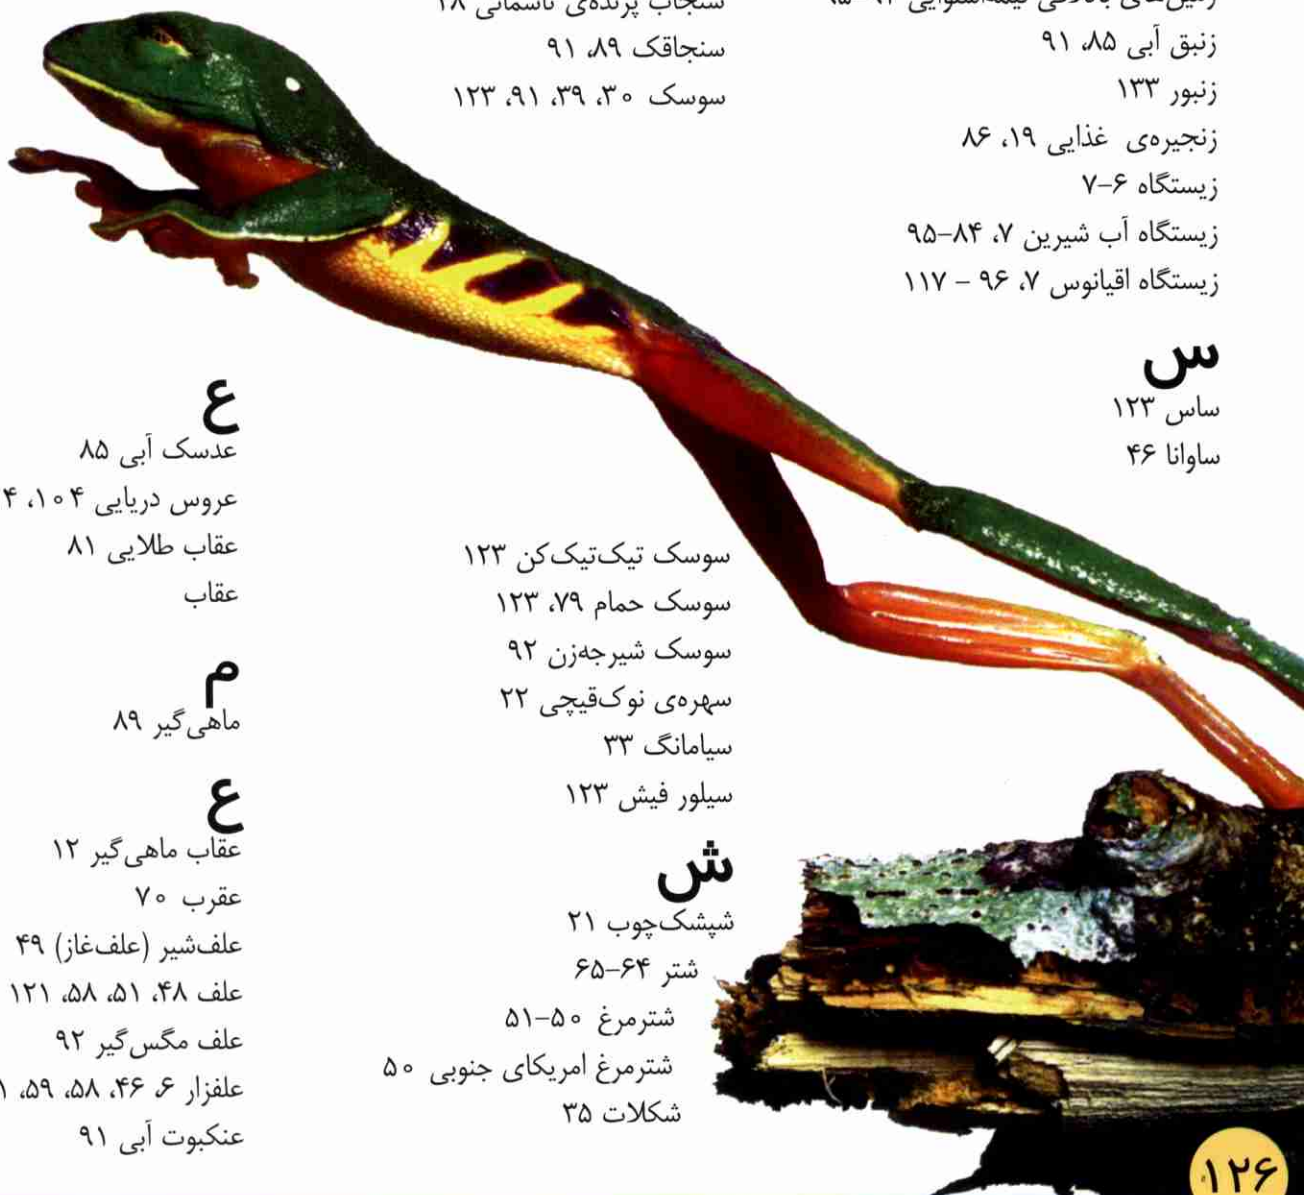 زنبق آبی ۸۵، ۹۱
زنبور ۱۳۳
زنجیره‌ی غذایی ۱۹، ۸۶
زیستگاه ۶-۷
زیستگاه آب شیرین ۷، ۸۴-۹۵
زیستگاه اقیانوس ۷، ۹۶ - ۱۱۷
س
ساس ۱۲۳
ساوانا ۴۶
سنجاب پرنده‌ی
سنجاقک ۸۹، ۹۱
سوسک ۳۰، ۳۹، ۹۱، ۱۲۳
سوسک تیک‌تیک‌کن ۱۲۳
سوسک حمام ۷۹، ۱۲۳
سوسک شیرجه‌زن ۹۲
سهره‌ی نوک‌قیچی ۲۲
سیامانگ ۳۳
سیلور فیش ۱۲۳
ش
شپشک‌چوب ۲۱
شتر ۶۴-۶۵
شترمرغ ۵۰-۵۱
شترمرغ امریکای جنوبی ۵۰
شکلات ۳۵
ع
عدسک آبی ۸۵
عروس دریایی ۱۰۴، ۴
عقاب طلایی ۸۱
عقاب
م
ماهی‌گیر ۸۹
ع
عقاب ماهی‌گیر ۱۲
عقرب ۷۰
علف‌شیر (علف‌غاز) ۴۹
علف ۴۸، ۵۱، ۵۸، ۱۲۱
علف مگس‌گیر ۹۲
علفزار ۶، ۴۶، ۵۸، ۵۹، ۱
عنکبوت آبی ۹۱
۱۲۶